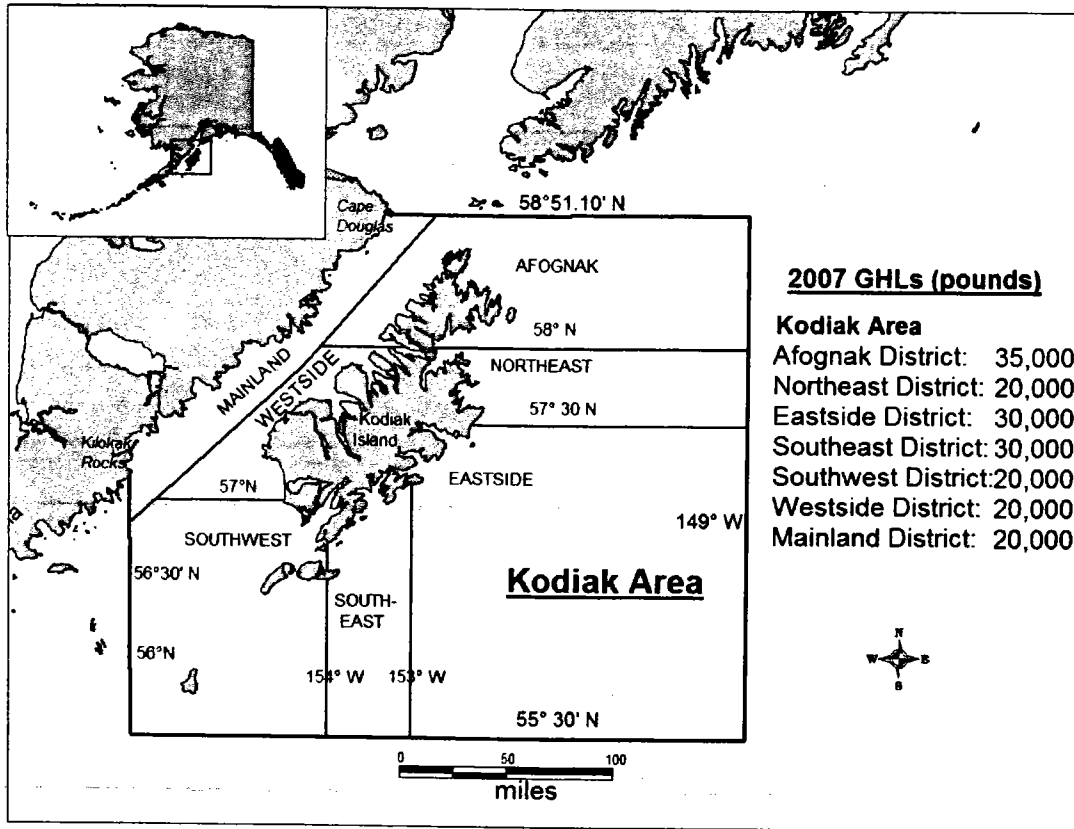 Cape
Douglas
58°51.10' N
AFOGNAK
58° N
MAINLAND
WESTSIDE
NORTHEAST
57° 30' N
Kodiak
Island
Kilokak
Rocks
57°N
EASTSIDE
149° W
SOUTHWEST
56°30' N
Kodiak Area
SOUTH-
EAST
56°N
154° W
153° W
55° 30' N
0 50 100
miles
2007 GHLs (pounds)
Kodiak Area
Afognak District: 35,000
Northeast District: 20,000
Eastside District: 30,000
Southeast District: 30,000
Southwest District:20,000
Westside District: 20,000
Mainland District: 20,000
N
W E
S